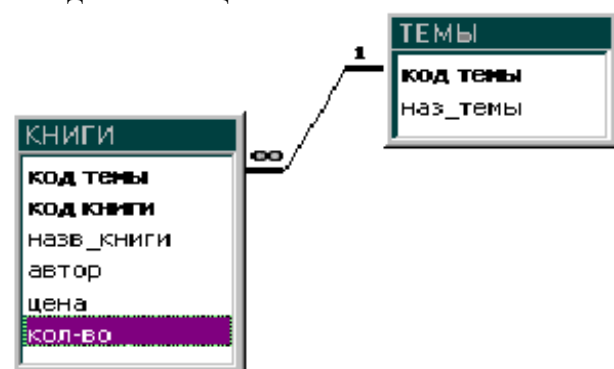 ТЕМЫ
код темы
наз_темы
1
КНИГИ
код темы
код книги
назв_книги
автор
цена
кол-во
∞